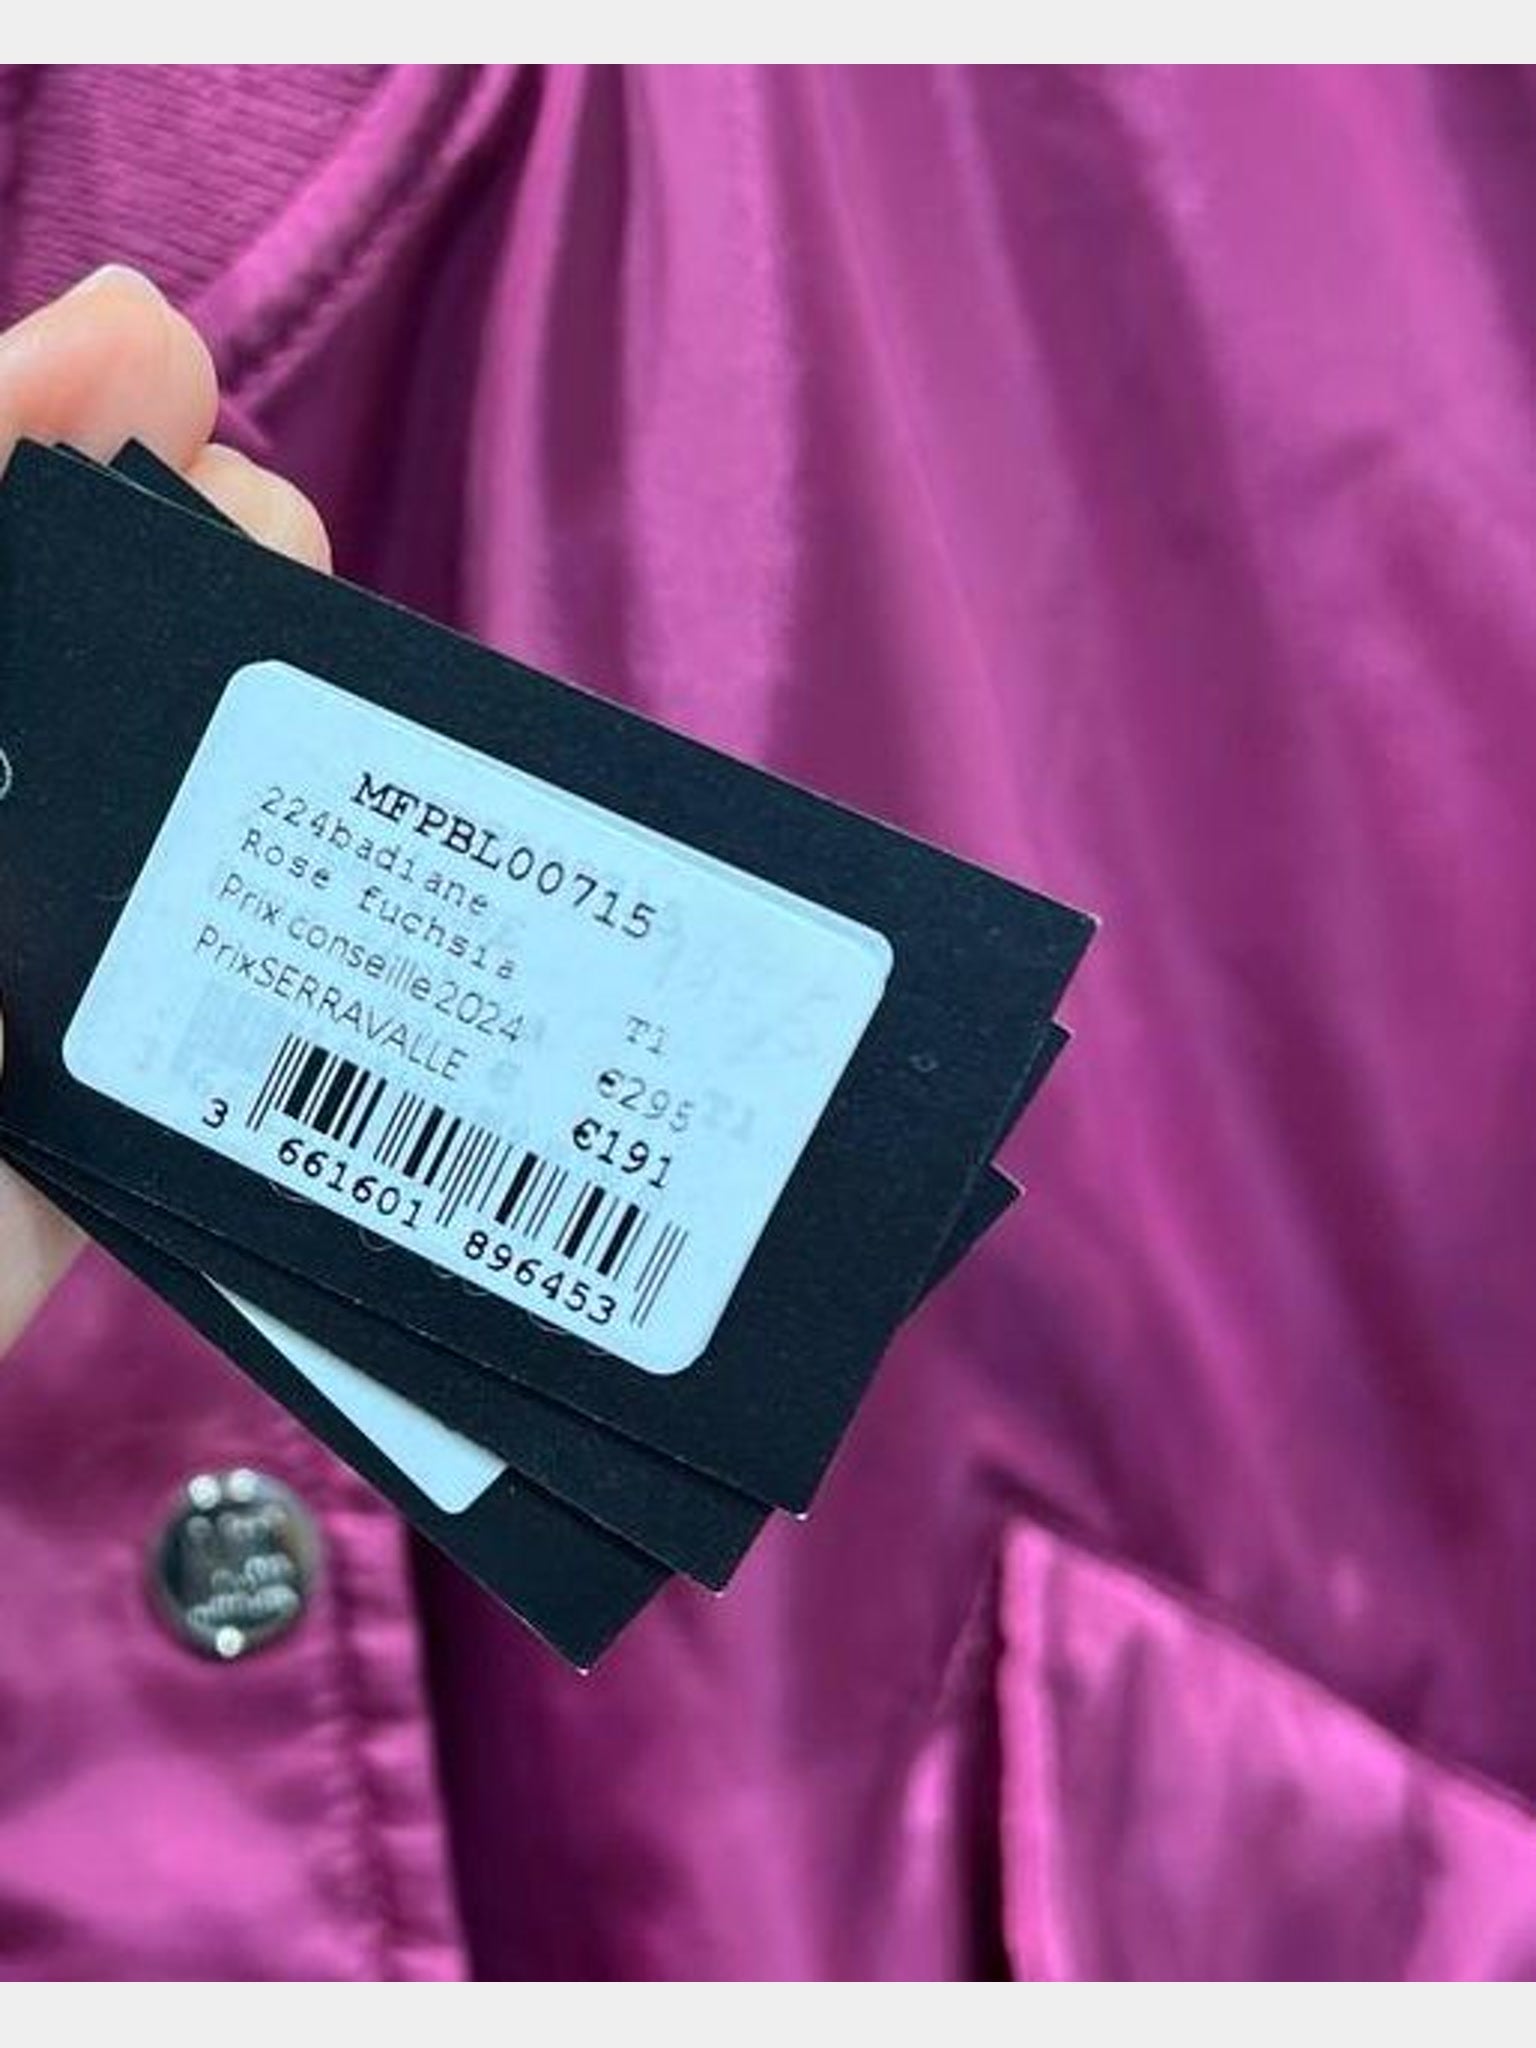 MFPBL00715
224badiane
Rose fuchsia T1
Prix conseille2024 €295
PrixSERRAVALLE €191
3 661601 896453